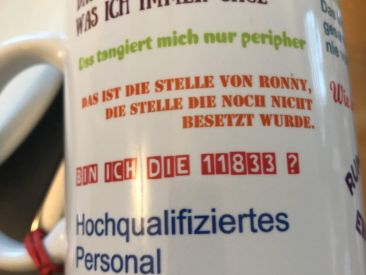 WAS ICH IMMER SAGE
Das tangiert mich nur peripher
DAS IST DIE STELLE VON RONNY,
DIE STELLE DIE NOCH NICHT
BESETZT WURDE.
BIN ICH DIE 11833 ?
Hochqualifiziertes
Personal